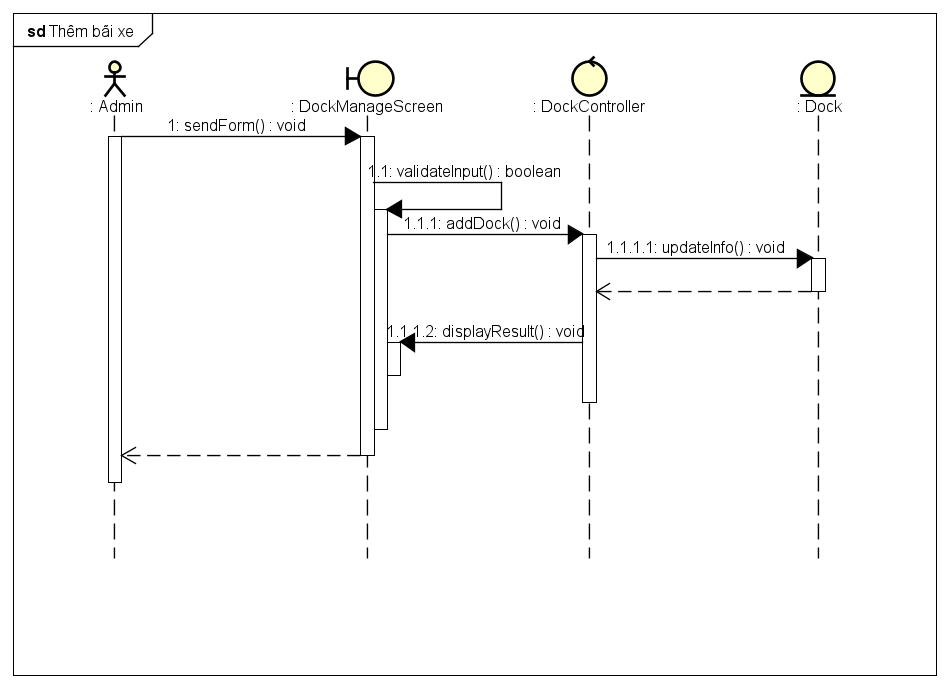 sd Thêm bãi xe
: Admin
: DockManageScreen
: DockController
: Dock
1: sendForm() : void
1.1: validateInput() : boolean
1.1.1: addDock() : void
1.1.1.1: updateInfo() : void
1.1.1.2: displayResult() : void